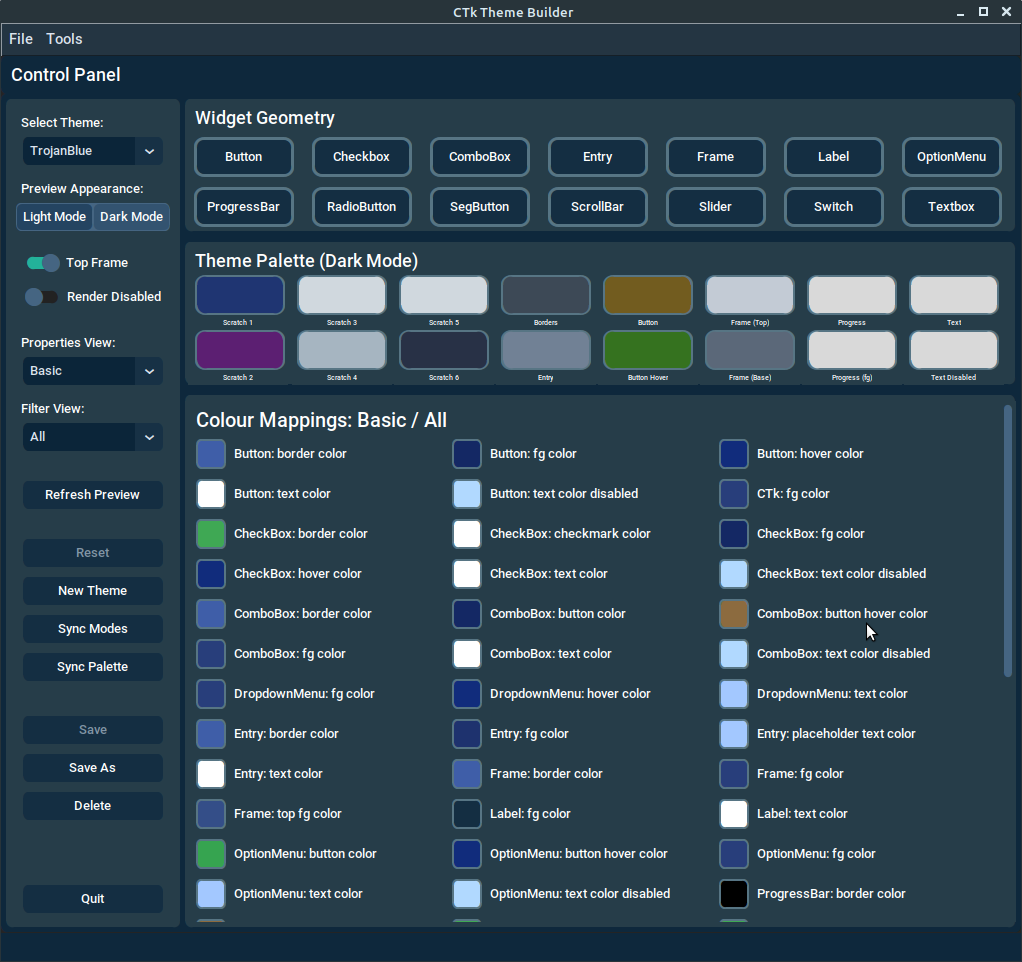 CTk Theme Builder
File Tools
Control Panel
Select Theme:
TrojanBlue
Preview Appearance:
Light Mode Dark Mode
Top Frame
Render Disabled
Properties View:
Basic
Filter View:
All
Refresh Preview
Reset
New Theme
Sync Modes
Sync Palette
Save
Save As
Delete
Quit
Widget Geometry
Button Checkbox ComboBox Entry Frame Label OptionMenu
ProgressBar RadioButton SegButton ScrollBar Slider Switch Textbox
Theme Palette (Dark Mode)
Scratch 1 Scratch 3 Scratch 5 Borders Button Frame (Top) Progress Text
Scratch 2 Scratch 4 Scratch 6 Entry Button Hover Frame (Base) Progress (fg) Text Disabled
Colour Mappings: Basic / All
Button: border color Button: fg color Button: hover color
Button: text color Button: text color disabled CTk: fg color
CheckBox: border color CheckBox: checkmark color CheckBox: fg color
CheckBox: hover color CheckBox: text color CheckBox: text color disabled
ComboBox: border color ComboBox: button color ComboBox: button hover color
ComboBox: fg color ComboBox: text color ComboBox: text color disabled
DropdownMenu: fg color DropdownMenu: hover color DropdownMenu: text color
Entry: border color Entry: fg color Entry: placeholder text color
Entry: text color Frame: border color Frame: fg color
Frame: top fg color Label: fg color Label: text color
OptionMenu: button color OptionMenu: button hover color OptionMenu: fg color
OptionMenu: text color OptionMenu: text color disabled ProgressBar: border color